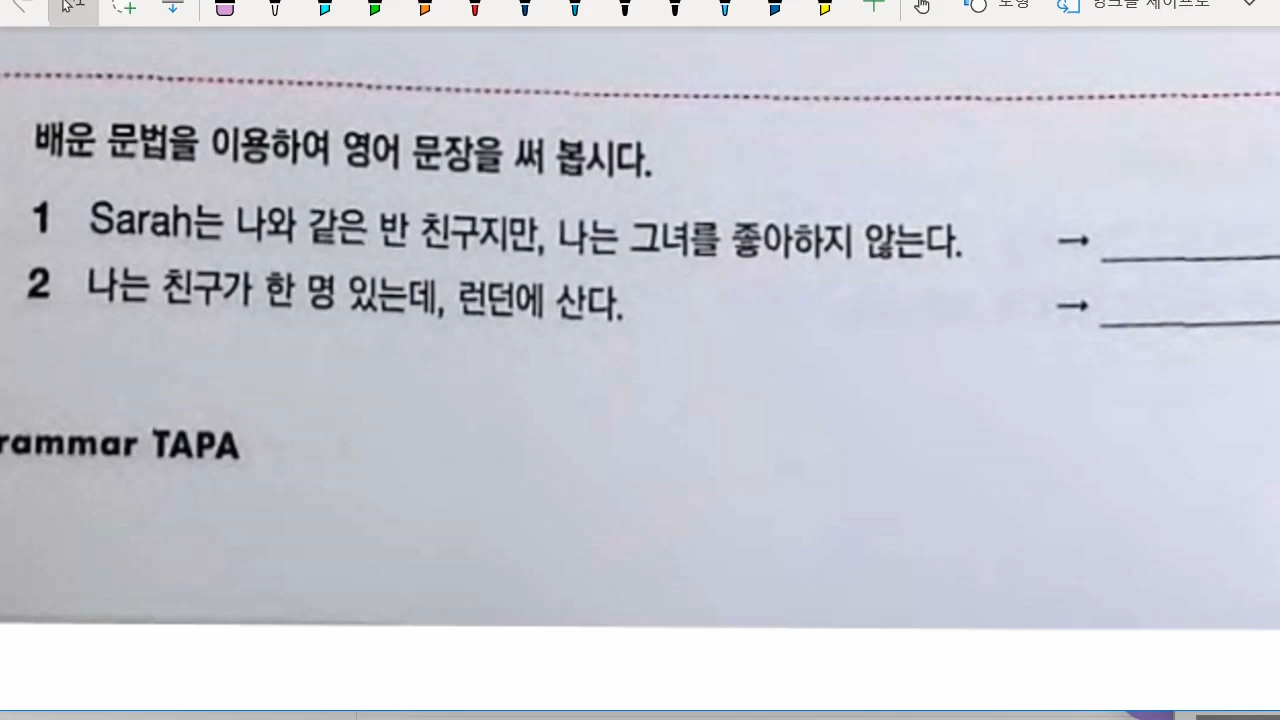 배운 문법을 이용하여 영어 문장을 써 봅시다.
1 Sarah는 나와 같은 반 친구지만, 나는 그녀를 좋아하지 않는다. →
2 나는 친구가 한 명 있는데, 런던에 산다. →
rammar TAPA